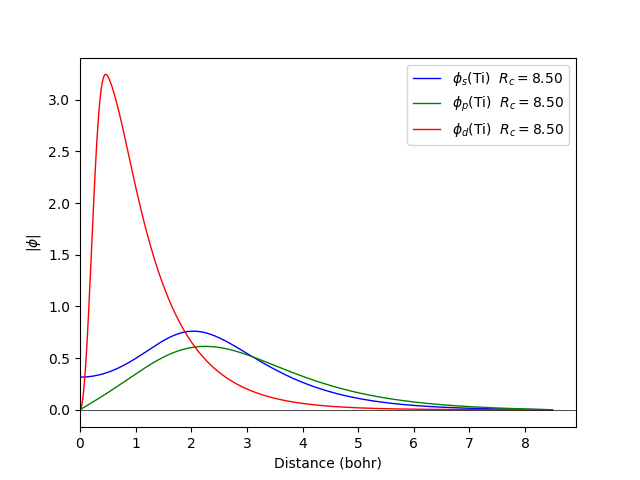 ϕs(Ti) Rc = 8.50
ϕp(Ti) Rc = 8.50
ϕd(Ti) Rc = 8.50
3.0
2.5
2.0
1.5
1.0
0.5
0.0
|ϕ|
0 1 2 3 4 5 6 7 8
Distance (bohr)